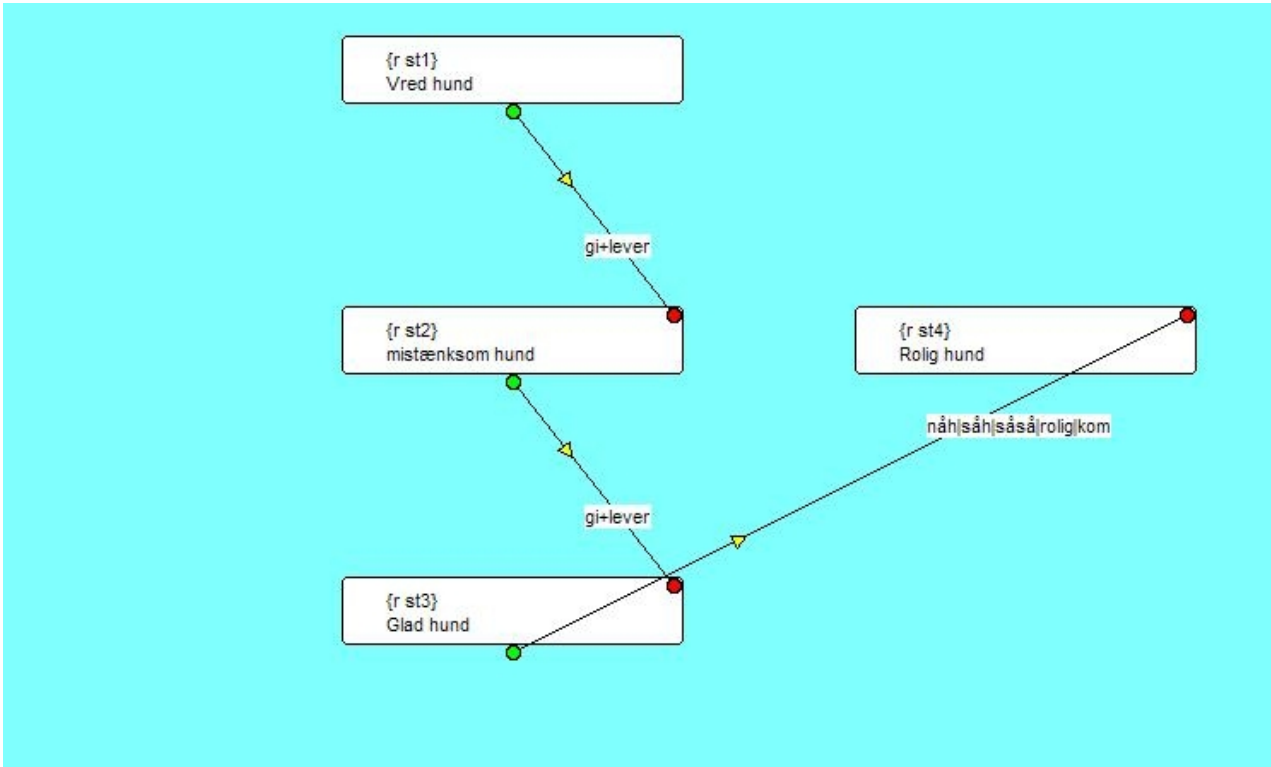 {r st1}
Vred hund
gi+lever
{r st2}
mistænksom hund
{r st4}
Rolig hund
nåh|såh|såså|rolig|kom
gi+lever
{r st3}
Glad hund